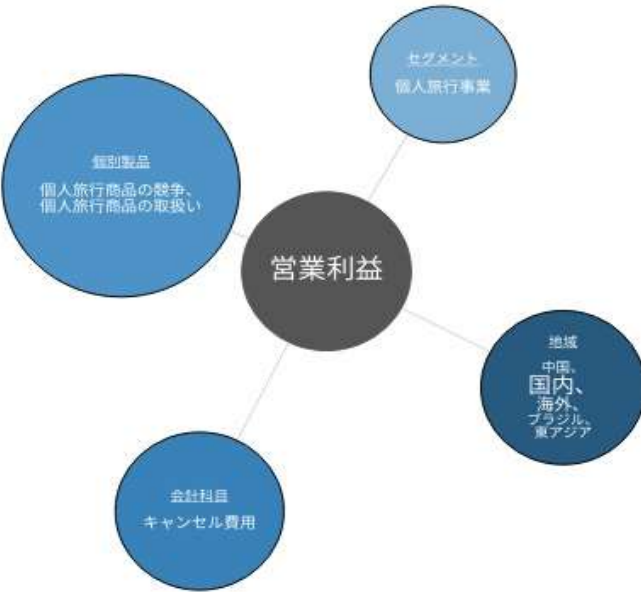 セグメント
個人旅行事業
個別製品
個人旅行商品の競争、
個人旅行商品の取扱い
営業利益
地域
中国、
国内、
海外、
ブラジル、
東アジア
会計科目
キャンセル費用